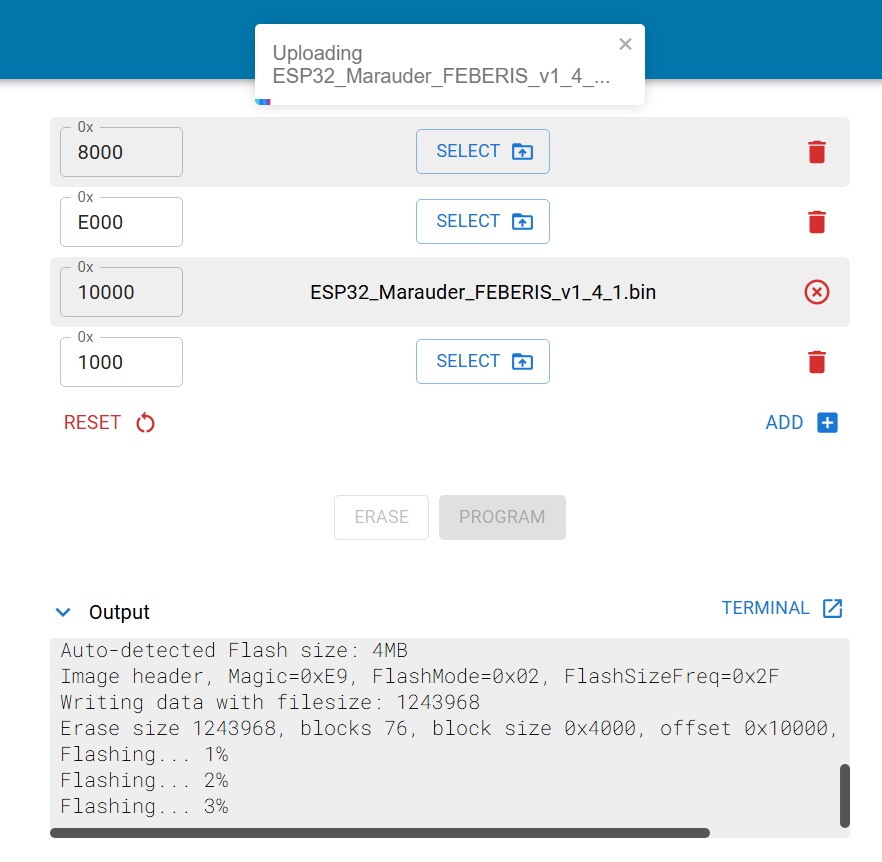 Uploading
ESP32_Marauder_FEBERIS_v1_4_...
0x
8000
SELECT
0x
E000
SELECT
0x
10000
ESP32_Marauder_FEBERIS_v1_4_1.bin
0x
1000
SELECT
RESET
ADD
ERASE
PROGRAM
Output
TERMINAL
Auto-detected Flash size: 4MB
Image header, Magic=0xE9, FlashMode=0x02, FlashSizeFreq=0x2F
Writing data with filesize: 1243968
Erase size 1243968, blocks 76, block size 0x4000, offset 0x10000,
Flashing... 1%
Flashing... 2%
Flashing... 3%